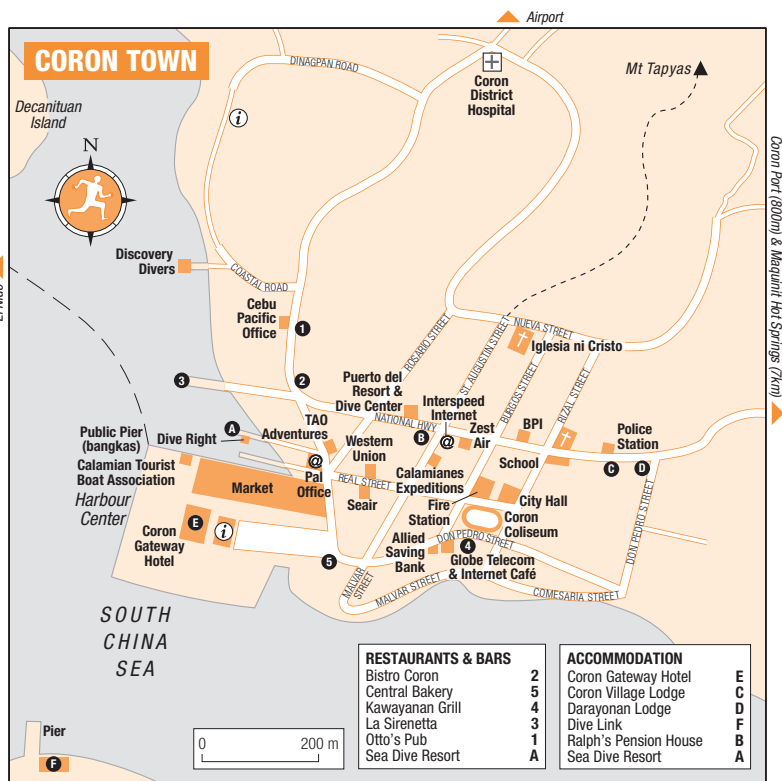 Airport
CORON TOWN
DINAGPAN ROAD
Coron
District
Hospital
Mt Tapyas
Decanituan
Island
i
N
Coron Port (800m) & Maquinit Hot Springs (7km)
Discovery
Divers
COASTAL ROAD
Cebu
Pacific
Office
1
ROSARIO STREET
ST. AUGUSTIN STREET
NUEVA STREET
Iglesia ni Cristo
BURGOS STREET
RIZAL STREET
3
2
Puerto del
Resort &
Dive Center
Interspeed
Internet
NATIONAL HWY
B
@
Zest
Air
BPI
Police
Station
C
D
Public Pier
(bangkas)
Dive Right
A
TAO
Adventures
Western
Union
@
Pal
Office
Calamian Tourist
Boat Association
Harbour
Center
Market
REAL STREET
Seair
Calamianes
Expeditions
School
Fire
Station
City Hall
Coron
Coliseum
DON PEDRO STREET
DON PEDRO STREET
E
i
Coron
Gateway
Hotel
5
Allied
Saving
Bank
4
Globe Telecom
& Internet Café
MALVAR
STREET
MALVAR STREET
COMESARIA STREET
SOUTH
CHINA
SEA
Pier
F
0 200 m
RESTAURANTS & BARS
Bistro Coron 2
Central Bakery 5
Kawayanan Grill 4
La Sirenetta 3
Otto's Pub 1
Sea Dive Resort A
ACCOMMODATION
Coron Gateway Hotel E
Coron Village Lodge C
Darayonan Lodge D
Dive Link F
Ralph's Pension House B
Sea Dive Resort A